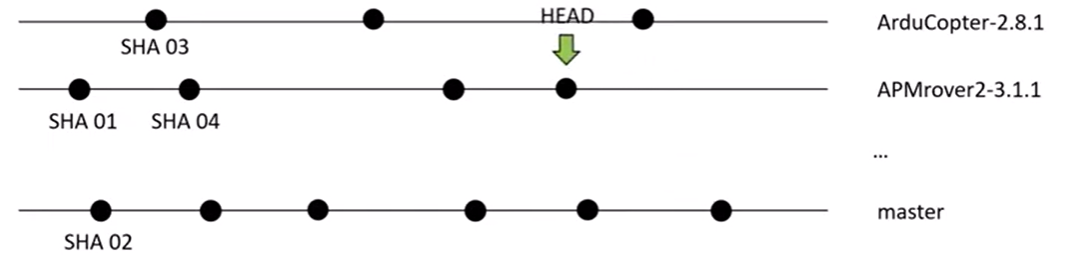 HEAD
ArduCopter-2.8.1
SHA 03
APMrover2-3.1.1
SHA 01 SHA 04
...
master
SHA 02